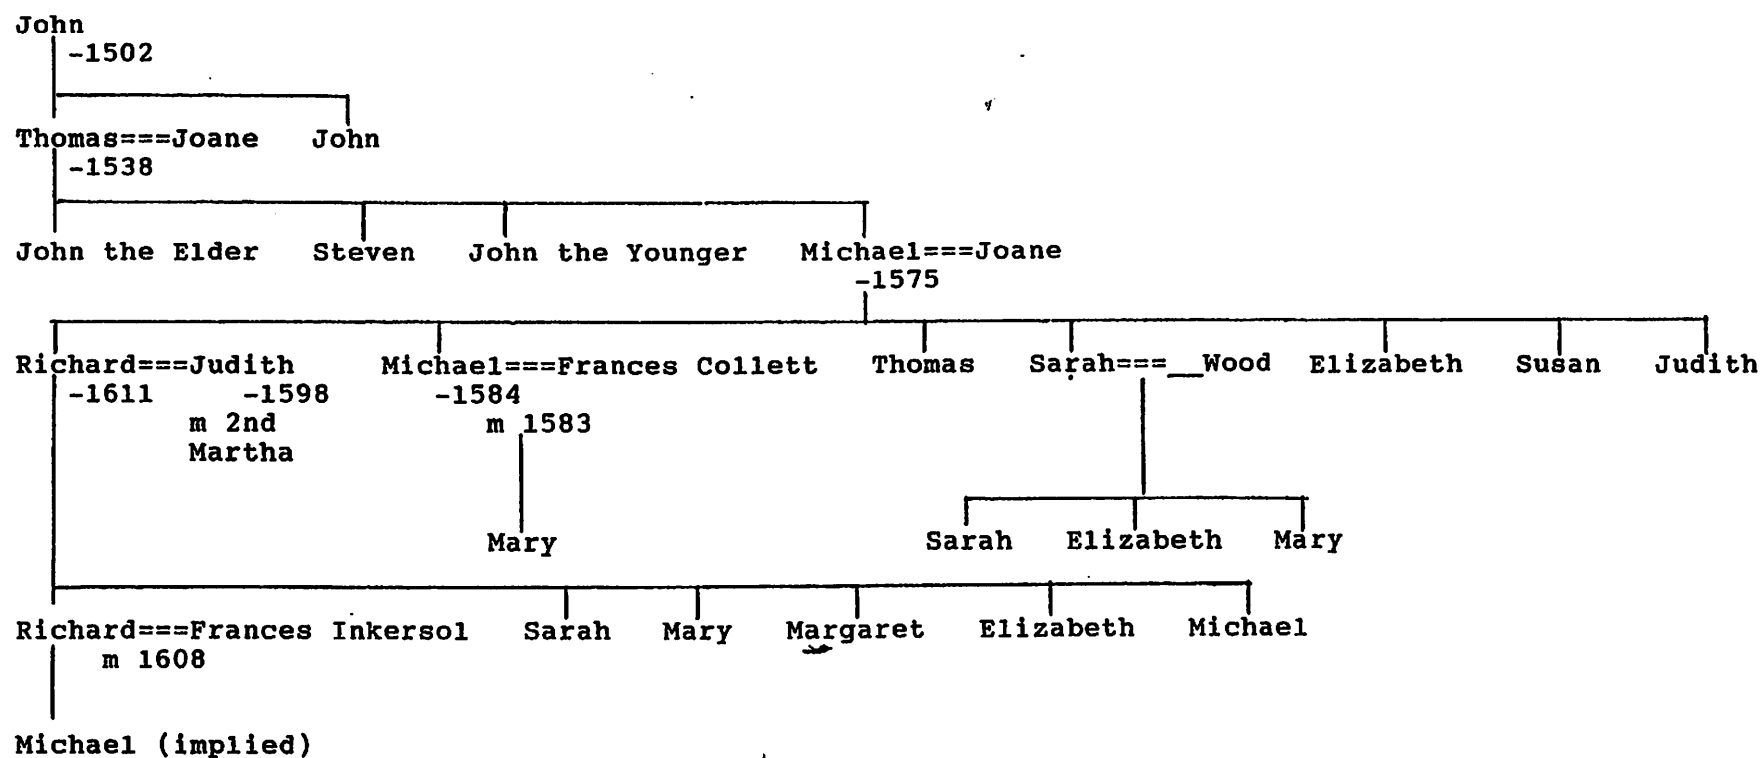 John
-1502
Thomas===Joane John
-1538
John the Elder Steven John the Younger Michael===Joane
-1575
Richard===Judith Michael===Frances Collett Thomas Sarah===__Wood Elizabeth Susan Judith
-1611 -1598 -1584
m 2nd m 1583
Martha
Mary Sarah Elizabeth Mary
Richard===Frances Inkersol Sarah Mary Margaret Elizabeth Michael
m 1608
Michael (implied)